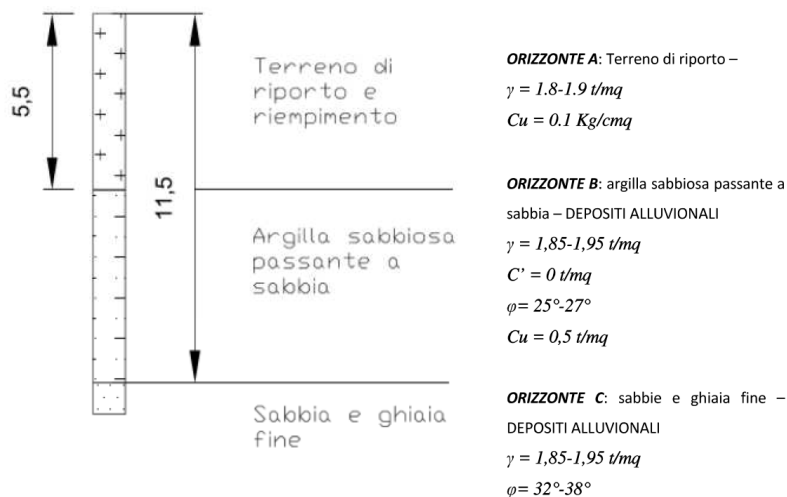 5,5
11,5
Terreno di
riporto e
riempimento
Argilla sabbiosa
passante a
sabbia
Sabbia e ghiaia
fine
ORIZZONTE A: Terreno di riporto –
γ = 1.8-1.9 t/mq
Cu = 0.1 Kg/cmq
ORIZZONTE B: argilla sabbiosa passante a
sabbia – DEPOSITI ALLUVIONALI
γ = 1,85-1,95 t/mq
C’ = 0 t/mq
φ= 25°-27°
Cu = 0,5 t/mq
ORIZZONTE C: sabbie e ghiaia fine –
DEPOSITI ALLUVIONALI
γ = 1,85-1,95 t/mq
φ= 32°-38°